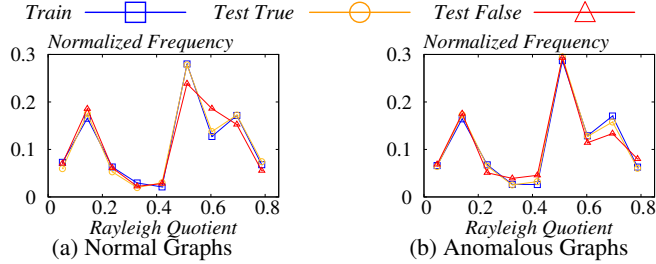 Train Test True Test False
Normalized Frequency Normalized Frequency
0.3 0.3
0.2 0.2
0.1 0.1
0 0
0.0 0.2 0.4 0.6 0.8 0.0 0.2 0.4 0.6 0.8
Rayleigh Quotient Rayleigh Quotient
(a) Normal Graphs (b) Anomalous Graphs